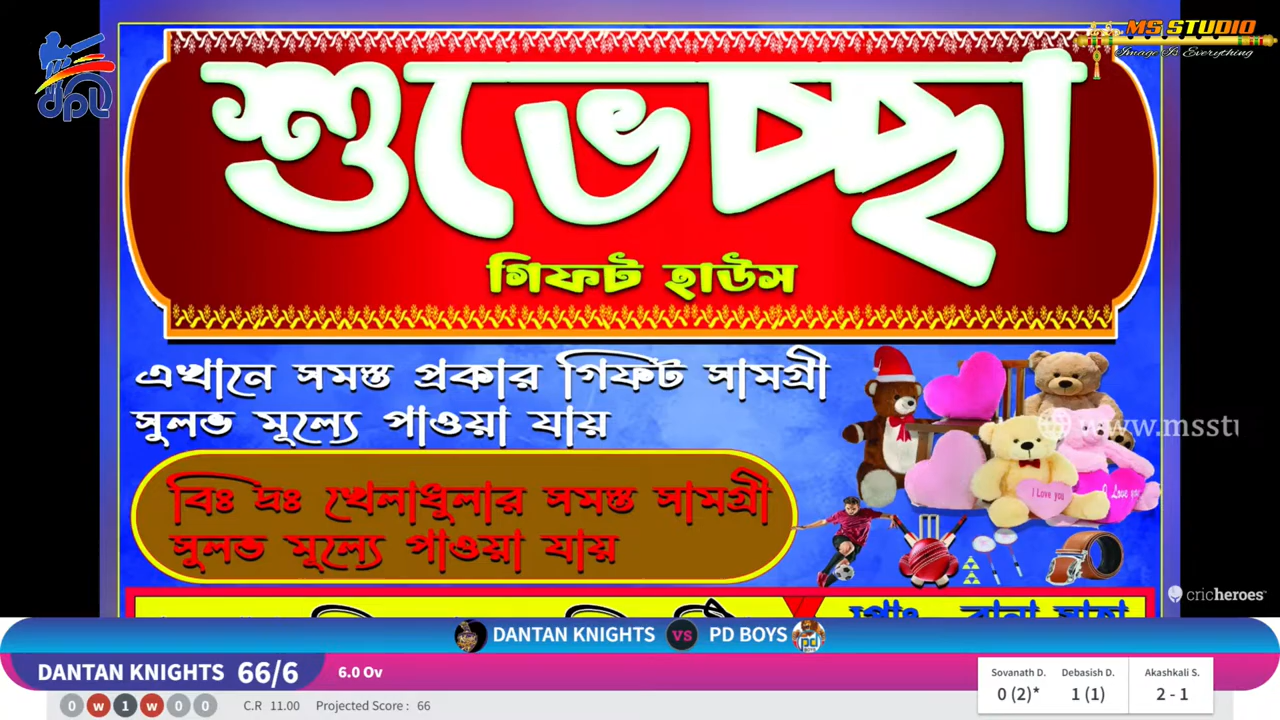 dpl
MS STUDIO
Image Is Everything
শুভেচ্ছা
গিফট হাউস
এখানে সমস্ত প্রকার গিফট সামগ্রী
সুলভ মূল্যে পাওয়া যায়
www.msstu
I Love you
I Love you
বিঃ দ্রঃ খেলাধুলার সমস্ত সামগ্রী
সুলভ মূল্যে পাওয়া যায়
cricheroes
DANTAN KNIGHTS VS PD BOYS
DANTAN KNIGHTS 66/6 6.0 Ov
Sovanath D. Debasish D. Akashkali S.
0 (2)* 1 (1) 2 - 1
0 w 1 w 0 0 C.R 11.00 Projected Score : 66